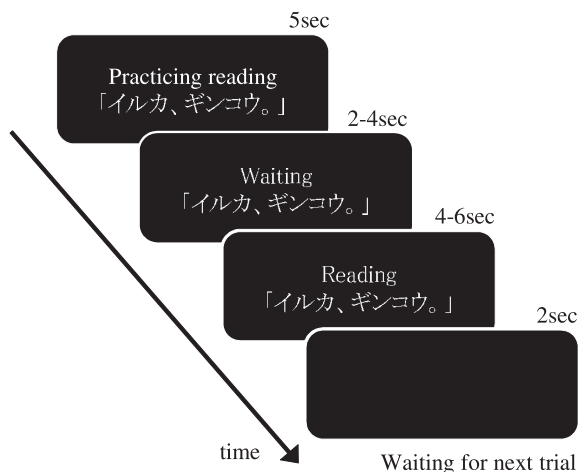 5sec
Practicing reading
「イルカ、ギンコウ。」
2-4sec
Waiting
「イルカ、ギンコウ。」
4-6sec
Reading
「イルカ、ギンコウ。」
2sec
time
Waiting for next trial